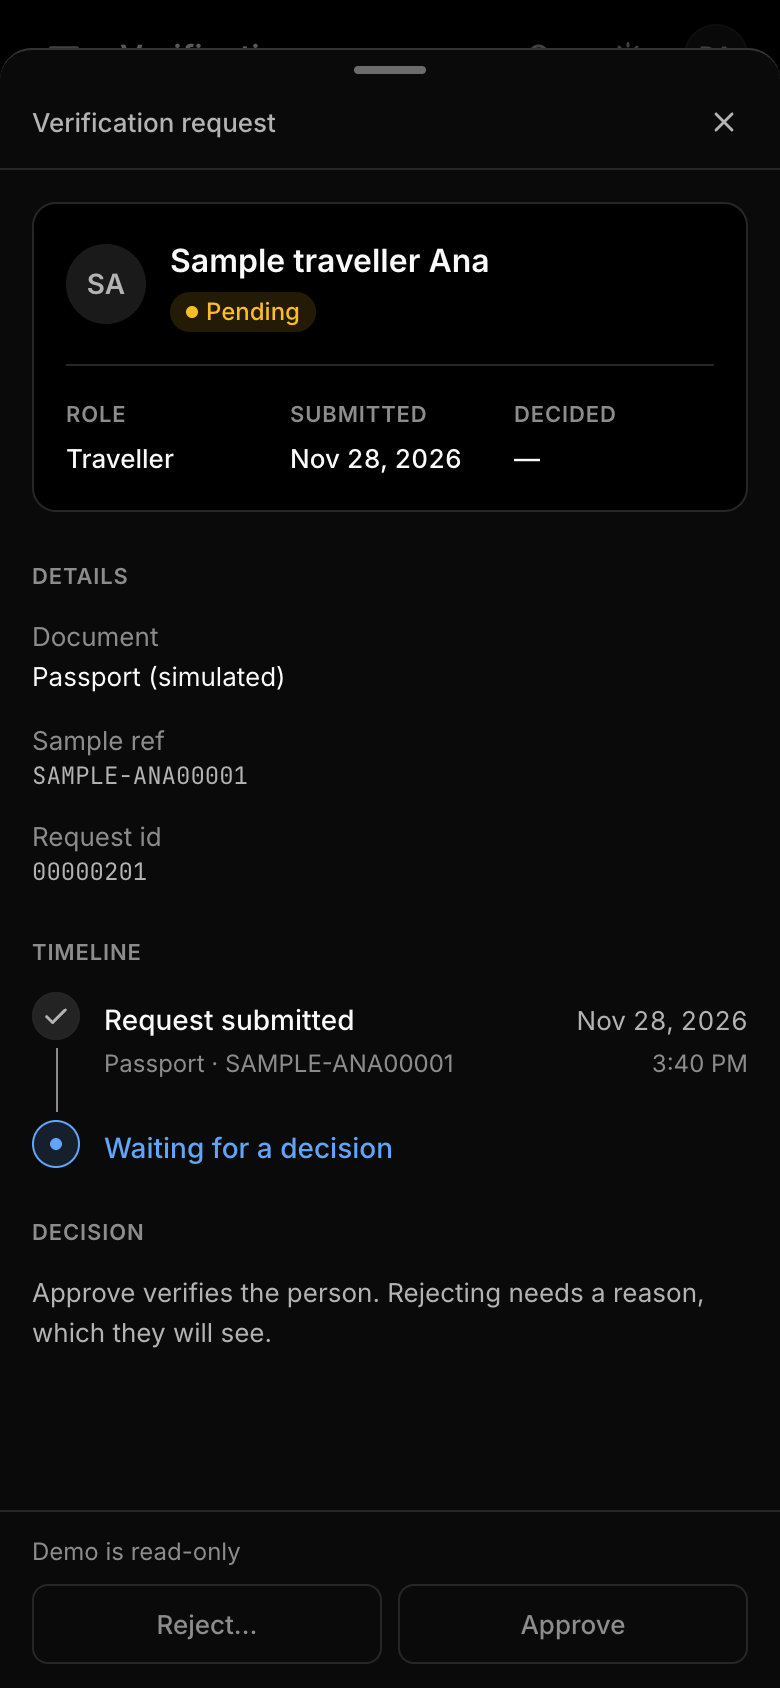 Verification request
SA
Sample traveller Ana
Pending
ROLE
SUBMITTED
DECIDED
Traveller
Nov 28, 2026
—
DETAILS
Document
Passport (simulated)
Sample ref
SAMPLE-ANA00001
Request id
00000201
TIMELINE
Request submitted
Nov 28, 2026
Passport · SAMPLE-ANA00001
3:40 PM
Waiting for a decision
DECISION
Approve verifies the person. Rejecting needs a reason,
which they will see.
Demo is read-only
Reject...
Approve